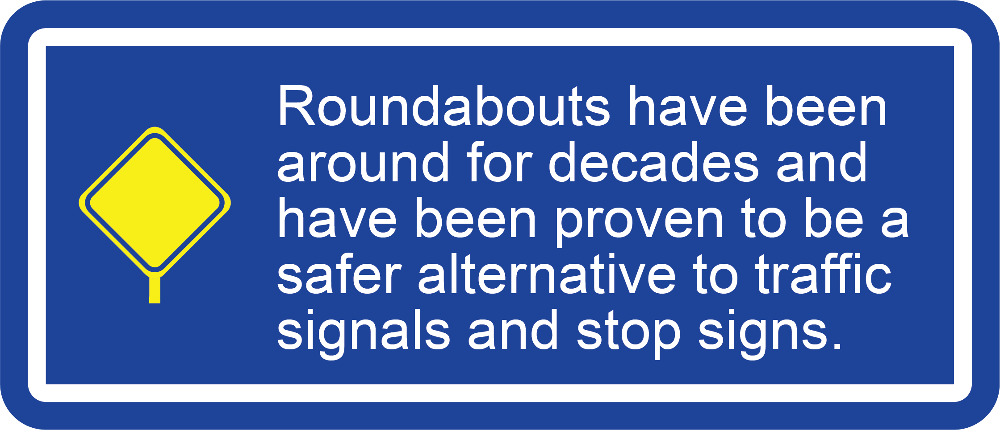 Roundabouts have been
around for decades and
have been proven to be a
safer alternative to traffic
signals and stop signs.